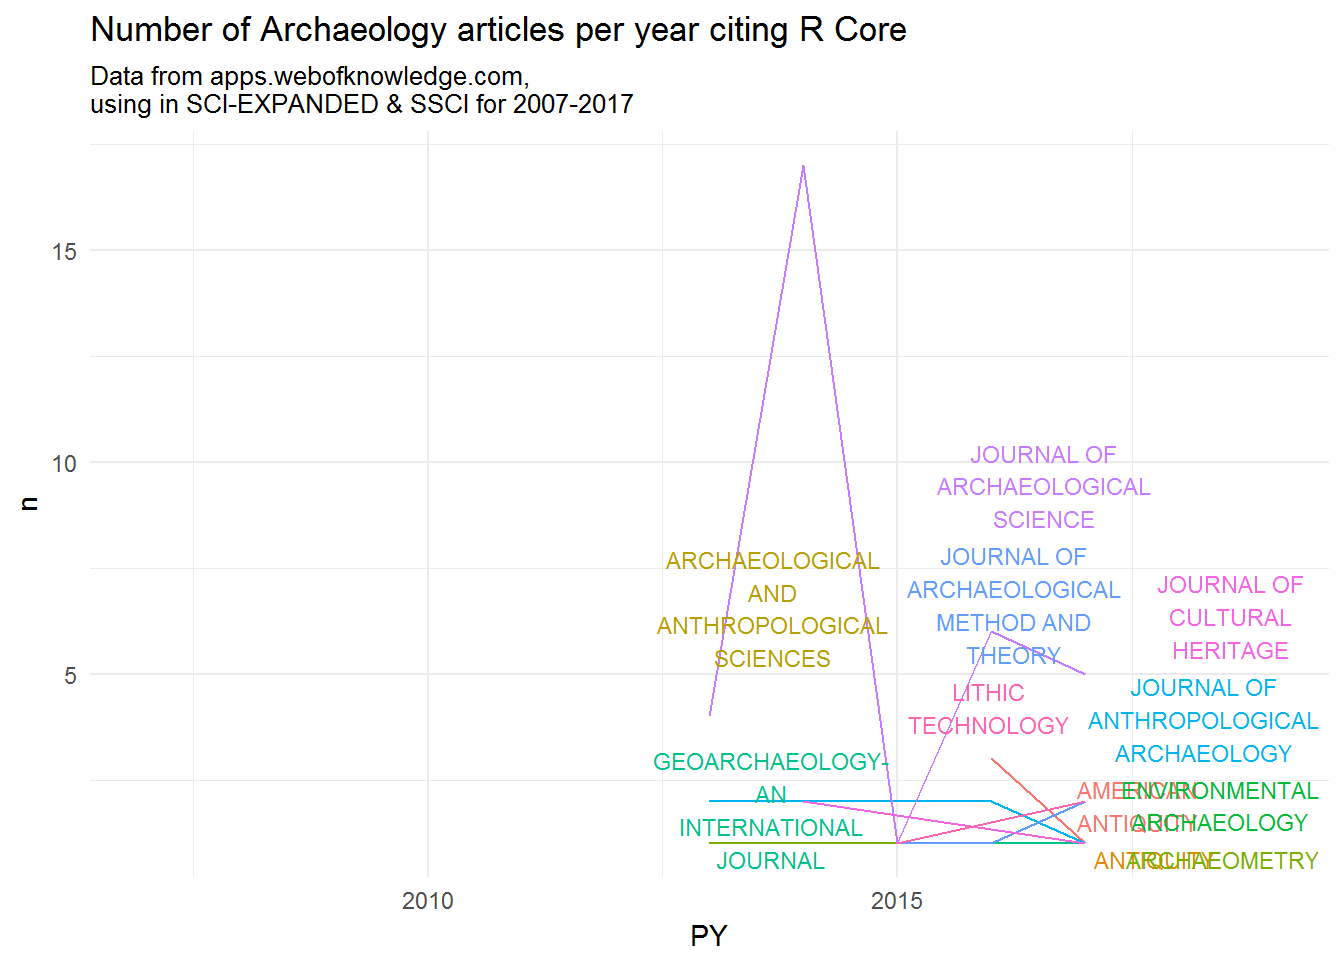 Number of Archaeology articles per year citing R Core
Data from apps.webofknowledge.com,
using in SCI-EXPANDED & SSCI for 2007-2017
n
15
10
5
JOURNAL OF
ARCHAEOLOGICAL
SCIENCE
ARCHAEOLOGICAL
AND
ANTHROPOLOGICAL
SCIENCES
JOURNAL OF
ARCHAEOLOGICAL
METHOD AND
THEORY
JOURNAL OF
CULTURAL
HERITAGE
LITHIC
TECHNOLOGY
JOURNAL OF
ANTHROPOLOGICAL
ARCHAEOLOGY
GEOARCHAEOLOGY-
AN
INTERNATIONAL
JOURNAL
AMERICAN
ANTIQUITY
ENVIRONMENTAL
ARCHAEOLOGY
ANTIQUITY
ARCHAEOMETRY
2010
2015
PY